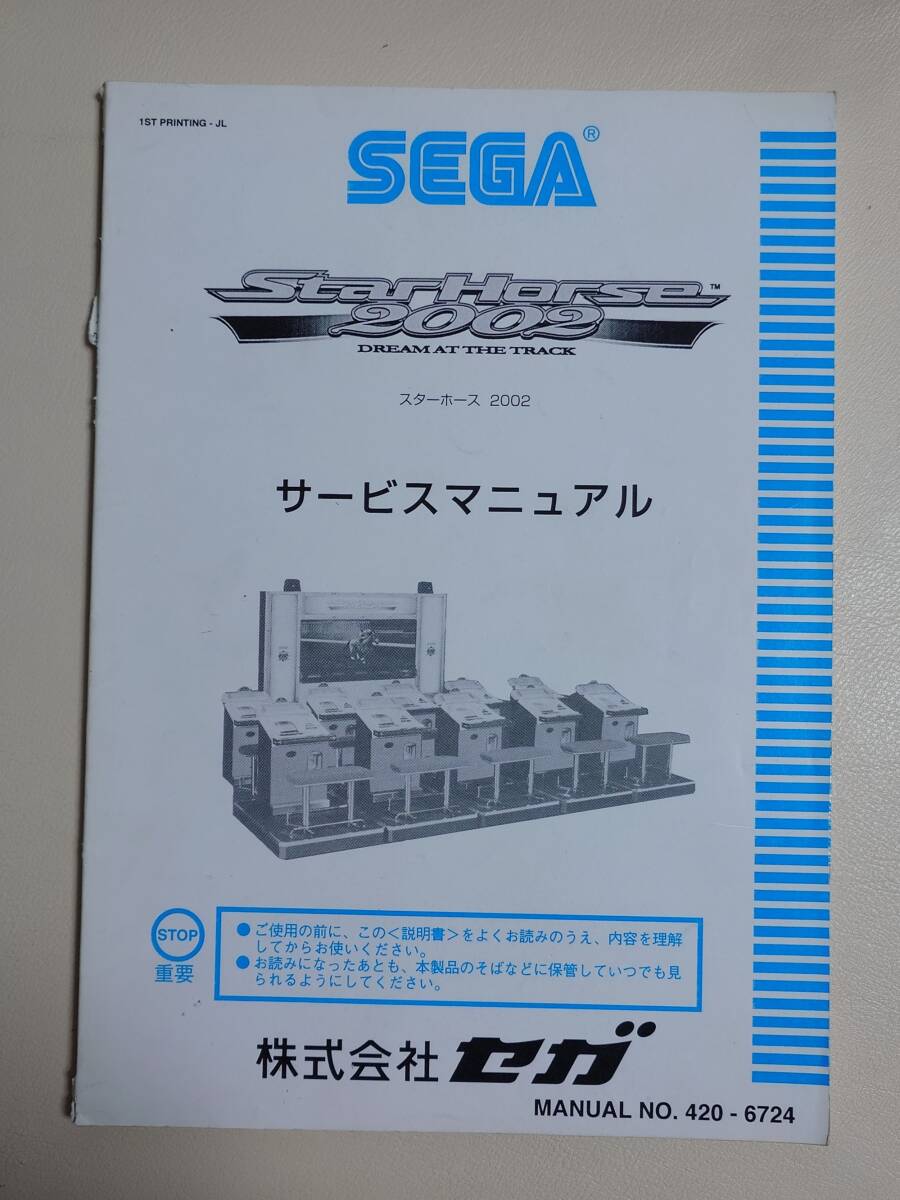 1ST PRINTING - JL
SEGA®
StarHorse™
2002
DREAM AT THE TRACK
スターホース 2002
サービスマニュアル
STOP
重要
●ご使用の前に、この＜説明書＞をよくお読みのうえ、内容を理解
してからお使いください。
●お読みになったあとも、本製品のそばなどに保管していつでも見
られるようにしてください。
株式会社 セガ
MANUAL NO. 420 - 6724